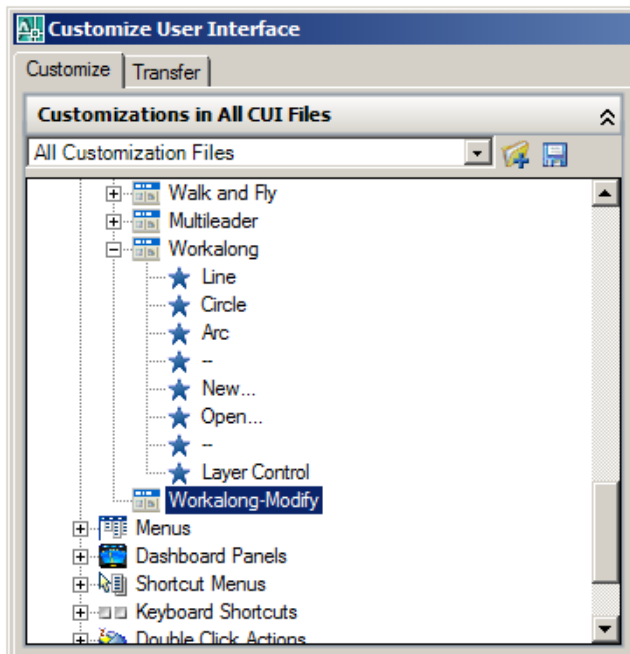 Customize User Interface
Customize
Transfer
Customizations in All CUI Files
All Customization Files
Walk and Fly
Multileader
Workalong
Line
Circle
Arc
--
New...
Open...
--
Layer Control
Workalong-Modify
Menus
Dashboard Panels
Shortcut Menus
Keyboard Shortcuts
Double Click Actions